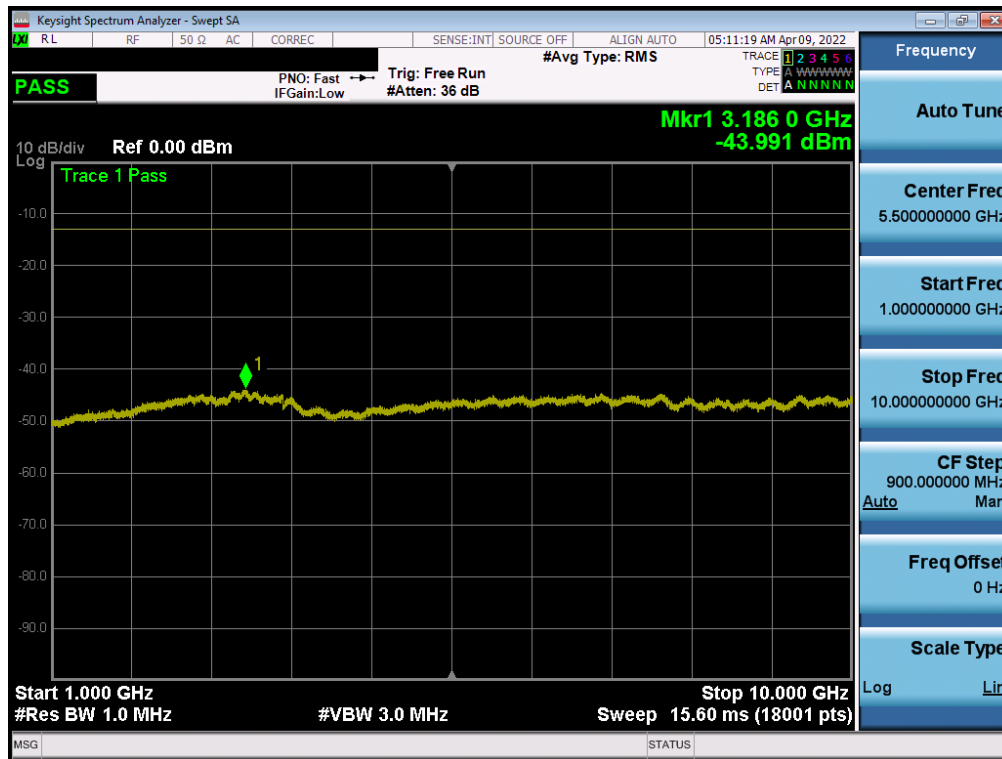 Keysight Spectrum Analyzer - Swept SA
LXI RL RF 50 Ω AC CORREC SENSE:INT SOURCE OFF ALIGN AUTO 05:11:19 AM Apr 09, 2022
#Avg Type: RMS TRACE 1 2 3 4 5 6
PNO: Fast Trig: Free Run TYPE A WWWWW
PASS IFGain:Low #Atten: 36 dB DET A N N N N N
Mkr1 3.186 0 GHz
-43.991 dBm
10 dB/div Ref 0.00 dBm
Log
Trace 1 Pass
-10.0
-20.0
-30.0
-40.0
1
-50.0
-60.0
-70.0
-80.0
-90.0
Start 1.000 GHz Stop 10.000 GHz
#Res BW 1.0 MHz #VBW 3.0 MHz Sweep 15.60 ms (18001 pts)
MSG STATUS
Frequency
Auto Tune
Center Freq
5.500000000 GHz
Start Freq
1.000000000 GHz
Stop Freq
10.000000000 GHz
CF Step
900.000000 MHz
Auto Man
Freq Offset
0 Hz
Scale Type
Log Lin